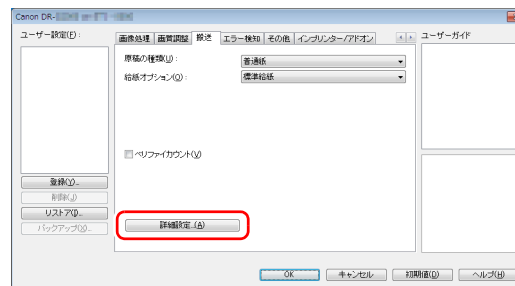 Canon DR-
ユーザー設定(F):
画像処理 画質調整 搬送 エラー検知 その他 インプリンター/アドオン
ユーザーガイド
原稿の種類(U):
普通紙
給紙オプション(O):
標準給紙
ベリファイカウント(V)
登録(Y)...
削除(J)
リストア(T)...
バックアップ(X)...
詳細設定...(A)
OK キャンセル 初期値(D) ヘルプ(H)